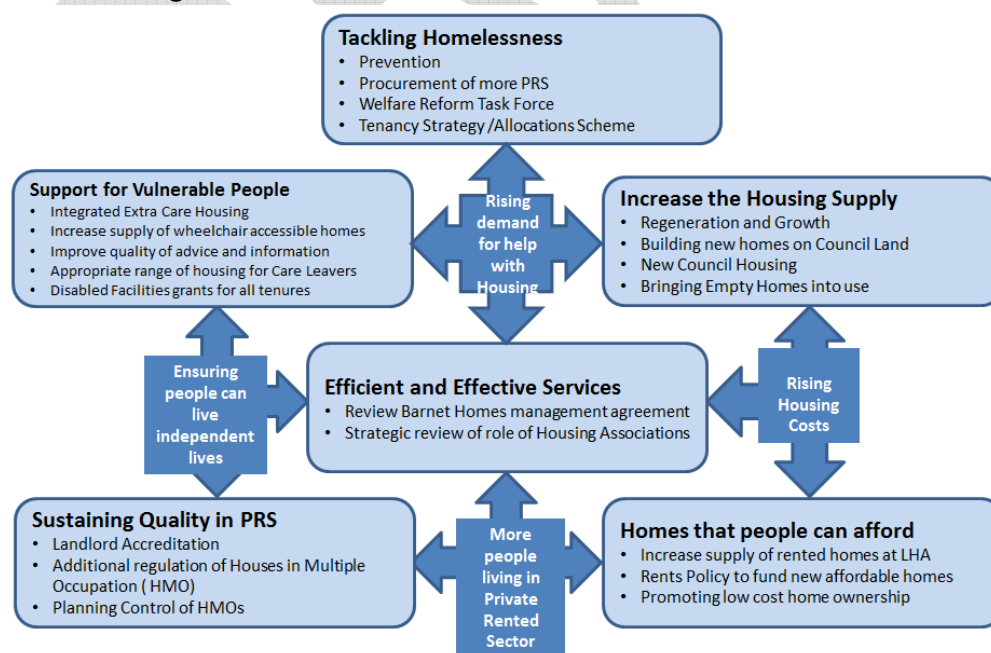 Tackling Homelessness
• Prevention
• Procurement of more PRS
• Welfare Reform Task Force
• Tenancy Strategy /Allocations Scheme
Support for Vulnerable People
• Integrated Extra Care Housing
• Increase supply of wheelchair accessible homes
• Improve quality of advice and information
• Appropriate range of housing for Care Leavers
• Disabled Facilities grants for all tenures
Rising
demand
for help
with
Housing
Increase the Housing Supply
• Regeneration and Growth
• Building new homes on Council Land
• New Council Housing
• Bringing Empty Homes into use
Ensuring
people can
live
independent
lives
Efficient and Effective Services
• Review Barnet Homes management agreement
• Strategic review of role of Housing Associations
Rising
Housing
Costs
Sustaining Quality in PRS
• Landlord Accreditation
• Additional regulation of Houses in Multiple
Occupation ( HMO)
• Planning Control of HMOs
More
people
living in
Private
Rented
Sector
Homes that people can afford
• Increase supply of rented homes at LHA
• Rents Policy to fund new affordable homes
• Promoting low cost home ownership